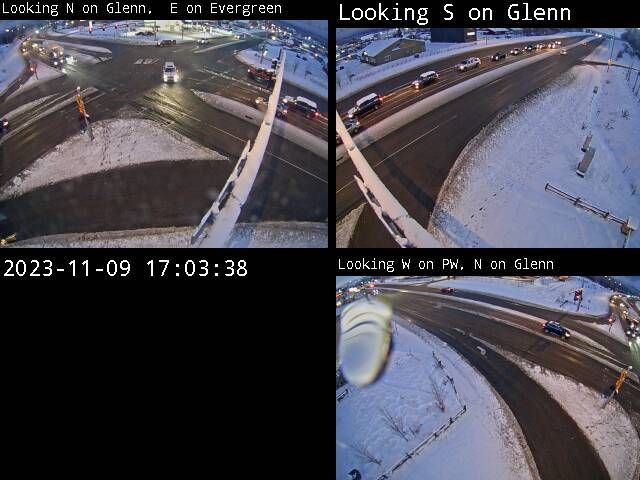 Looking N on Glenn,  E on Evergreen
Looking S on Glenn
2023-11-09 17:03:38
Looking W on PW, N on Glenn